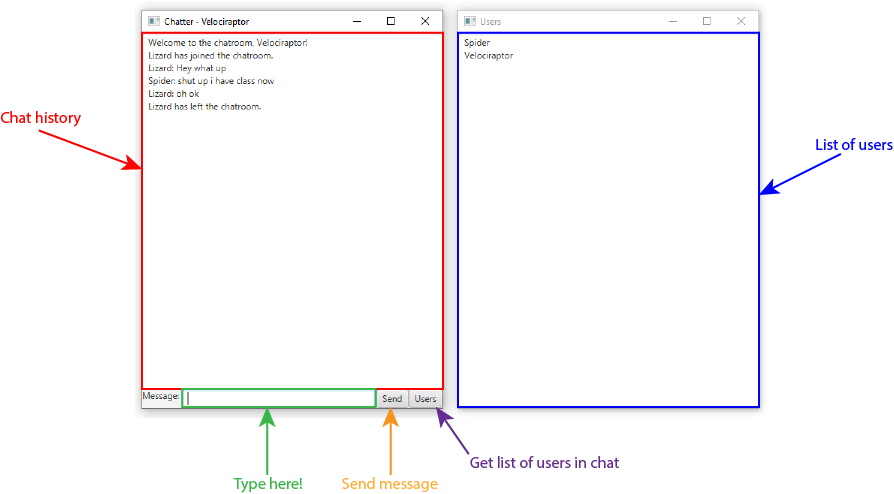 Chatter - Velociraptor
Welcome to the chatroom, Velociraptor!
Lizard has joined the chatroom.
Lizard: Hey what up
Spider: shut up i have class now
Lizard: oh ok
Lizard has left the chatroom.
Message:
Send
Users
Users
Spider
Velociraptor
Chat history
List of users
Type here!
Send message
Get list of users in chat